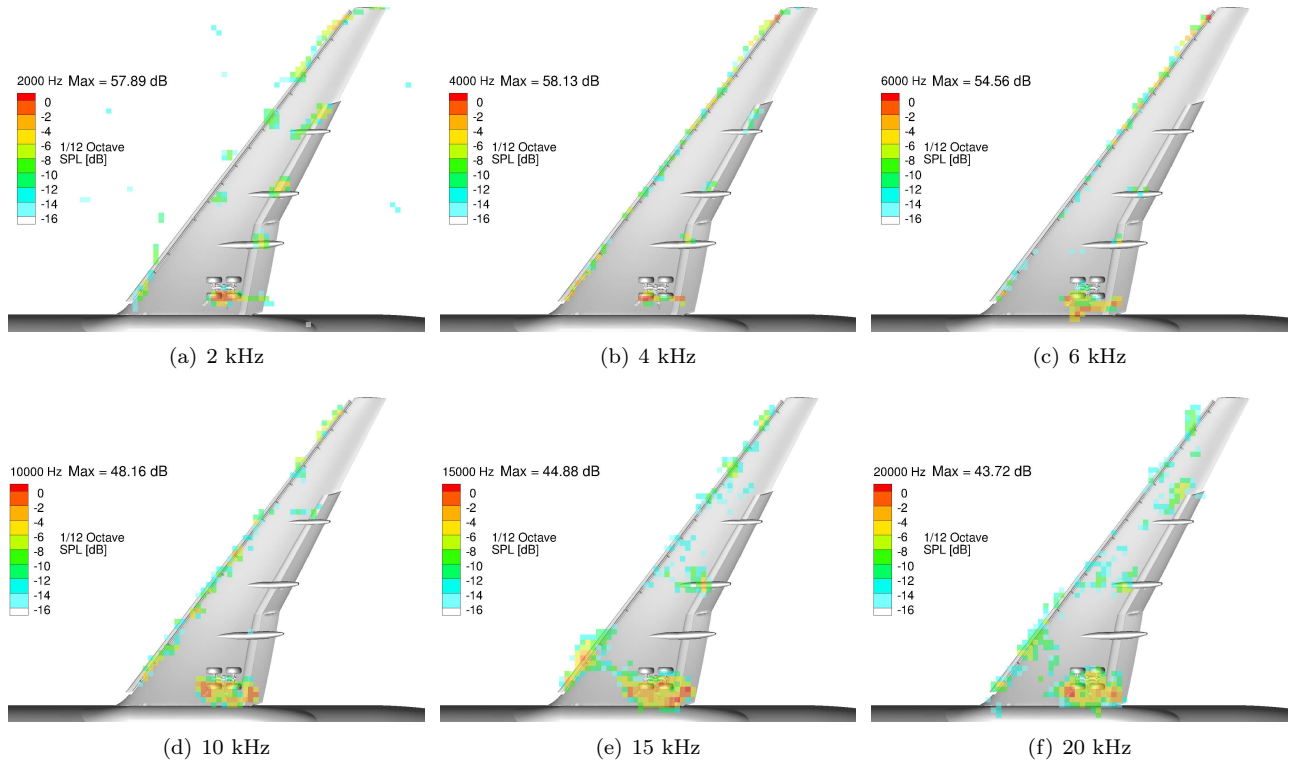 2000 Hz Max = 57.89 dB
0
-2
-4
-6
-8
-10
-12
-14
-16
1/12 Octave
SPL [dB]
(a) 2 kHz
4000 Hz Max = 58.13 dB
0
-2
-4
-6
-8
-10
-12
-14
-16
1/12 Octave
SPL [dB]
(b) 4 kHz
6000 Hz Max = 54.56 dB
0
-2
-4
-6
-8
-10
-12
-14
-16
1/12 Octave
SPL [dB]
(c) 6 kHz
10000 Hz Max = 48.16 dB
0
-2
-4
-6
-8
-10
-12
-14
-16
1/12 Octave
SPL [dB]
(d) 10 kHz
15000 Hz Max = 44.88 dB
0
-2
-4
-6
-8
-10
-12
-14
-16
1/12 Octave
SPL [dB]
(e) 15 kHz
20000 Hz Max = 43.72 dB
0
-2
-4
-6
-8
-10
-12
-14
-16
1/12 Octave
SPL [dB]
(f) 20 kHz